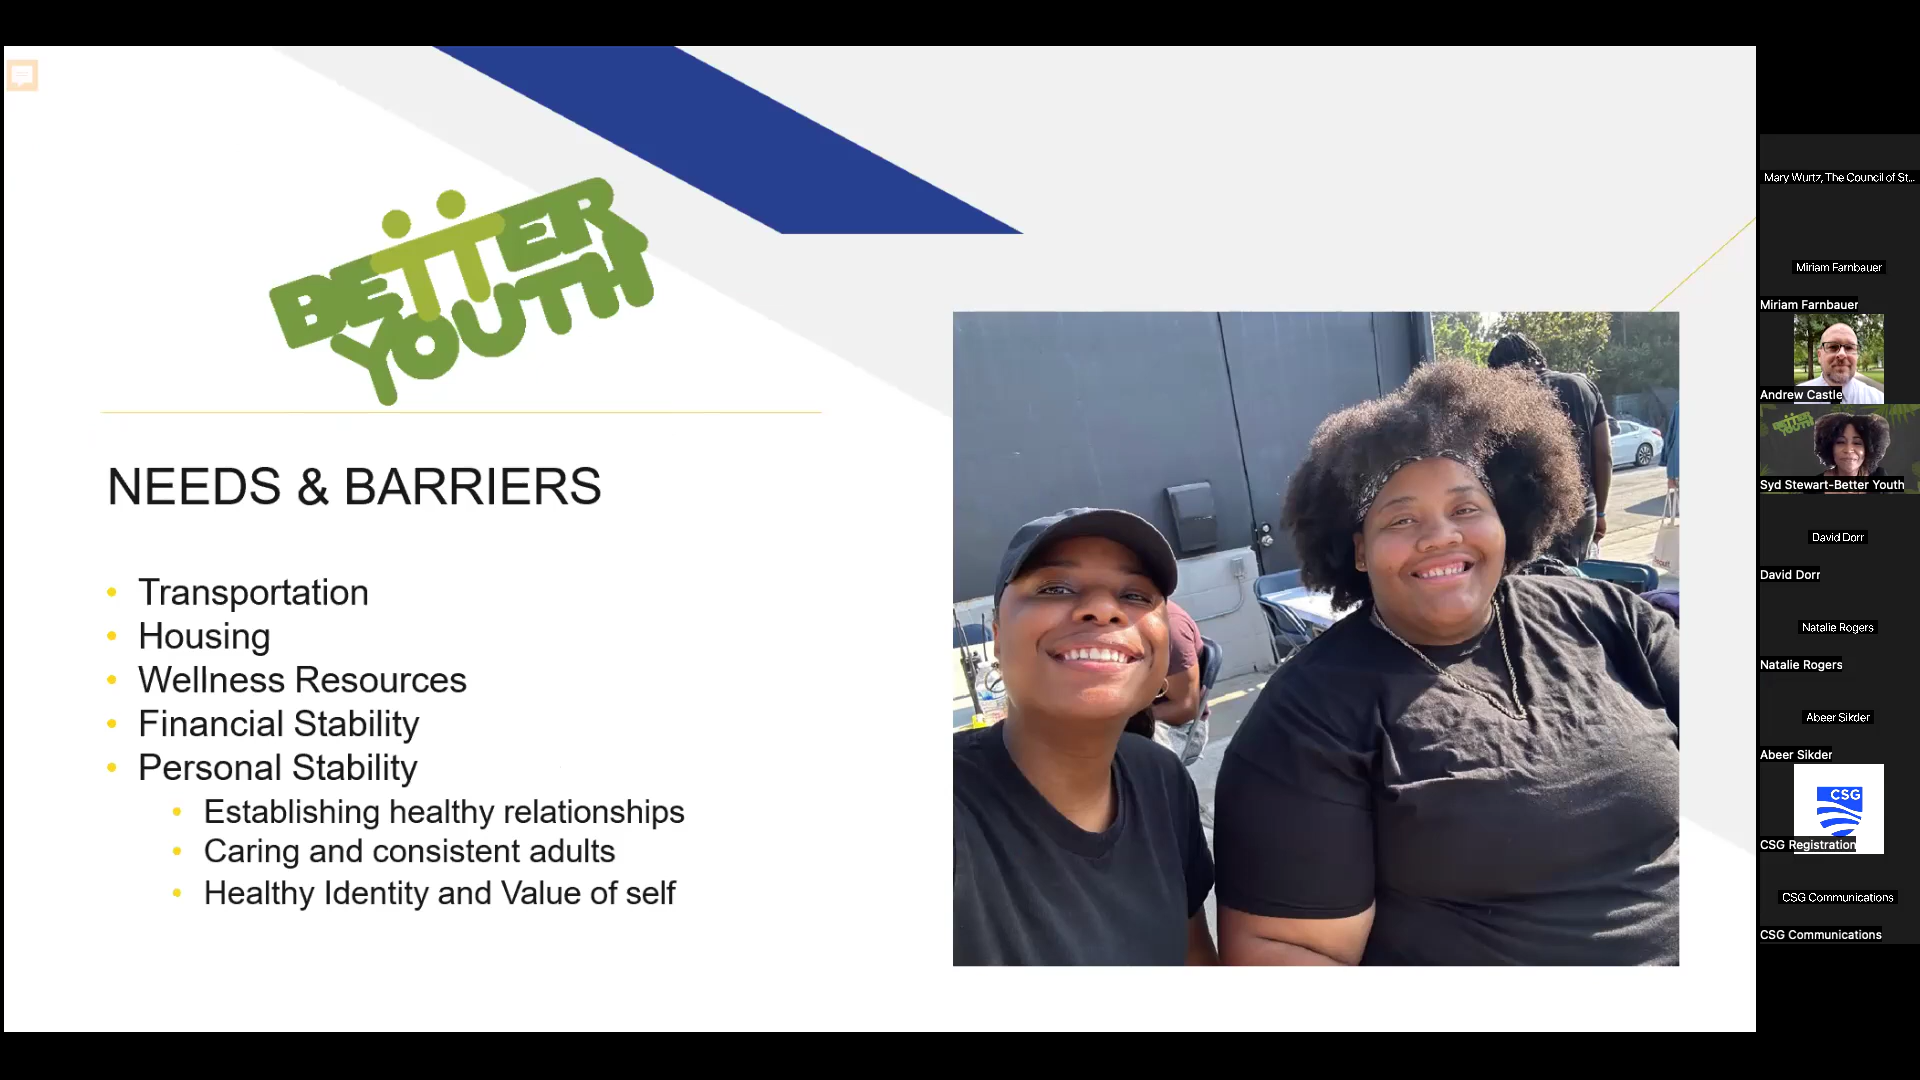 BETTER
YOUTH
NEEDS & BARRIERS
• Transportation
• Housing
• Wellness Resources
• Financial Stability
• Personal Stability
• Establishing healthy relationships
• Caring and consistent adults
• Healthy Identity and Value of self
Mary Wurtz, The Council of St...
Miriam Farnbauer
Miriam Farnbauer
Andrew Castle
BETTER
YOUTH
Syd Stewart-Better Youth
David Dorr
David Dorr
Natalie Rogers
Natalie Rogers
Abeer Sikder
Abeer Sikder
CSG
CSG Registration
CSG Communications
CSG Communications